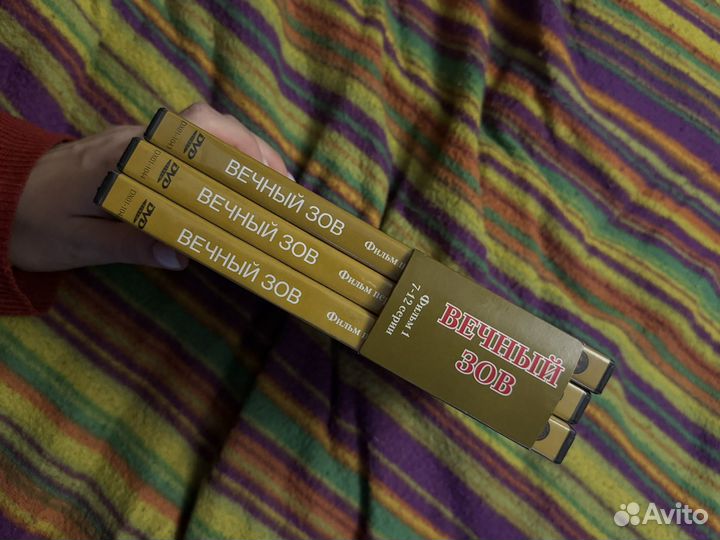 DVD
ВЕЧНЫЙ ЗОВ
Фильм
DVD
ВЕЧНЫЙ ЗОВ
Фильм
DVD
ВЕЧНЫЙ ЗОВ
Фильм
Фильм 1
7-12 серии
ВЕЧНЫЙ
ЗОВ
Avito